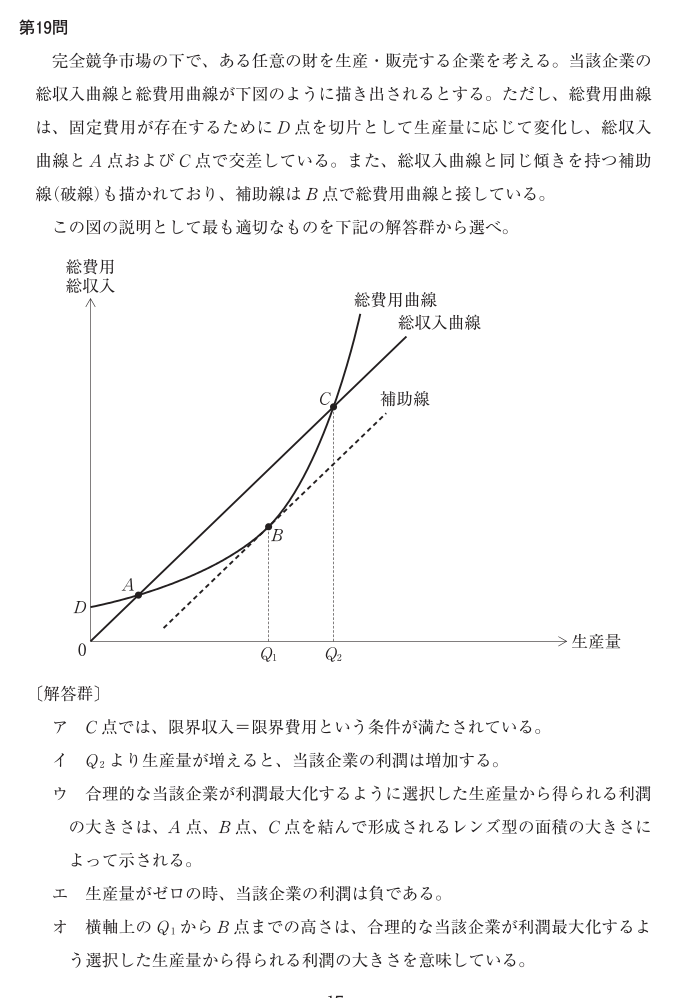 第19問
完全競争市場の下で、ある任意の財を生産・販売する企業を考える。当該企業の
総収入曲線と総費用曲線が下図のように描き出されるとする。ただし、総費用曲線
は、固定費用が存在するために D 点を切片として生産量に応じて変化し、総収入
曲線と A 点および C 点で交差している。また、総収入曲線と同じ傾きを持つ補助
線(破線)も描かれており、補助線は B 点で総費用曲線と接している。
この図の説明として最も適切なものを下記の解答群から選べ。
総費用
総収入
総費用曲線
総収入曲線
C
補助線
B
A
D
0
Q₁
Q₂
生産量
〔解答群〕
ア C 点では、限界収入＝限界費用という条件が満たされている。
イ Q₂ より生産量が増えると、当該企業の利潤は増加する。
ウ 合理的な当該企業が利潤最大化するように選択した生産量から得られる利潤
の大きさは、A 点、B 点、C 点を結んで形成されるレンズ型の面積の大きさに
よって示される。
エ 生産量がゼロの時、当該企業の利潤は負である。
オ 横軸上の Q₁ から B 点までの高さは、合理的な当該企業が利潤最大化するよ
う選択した生産量から得られる利潤の大きさを意味している。